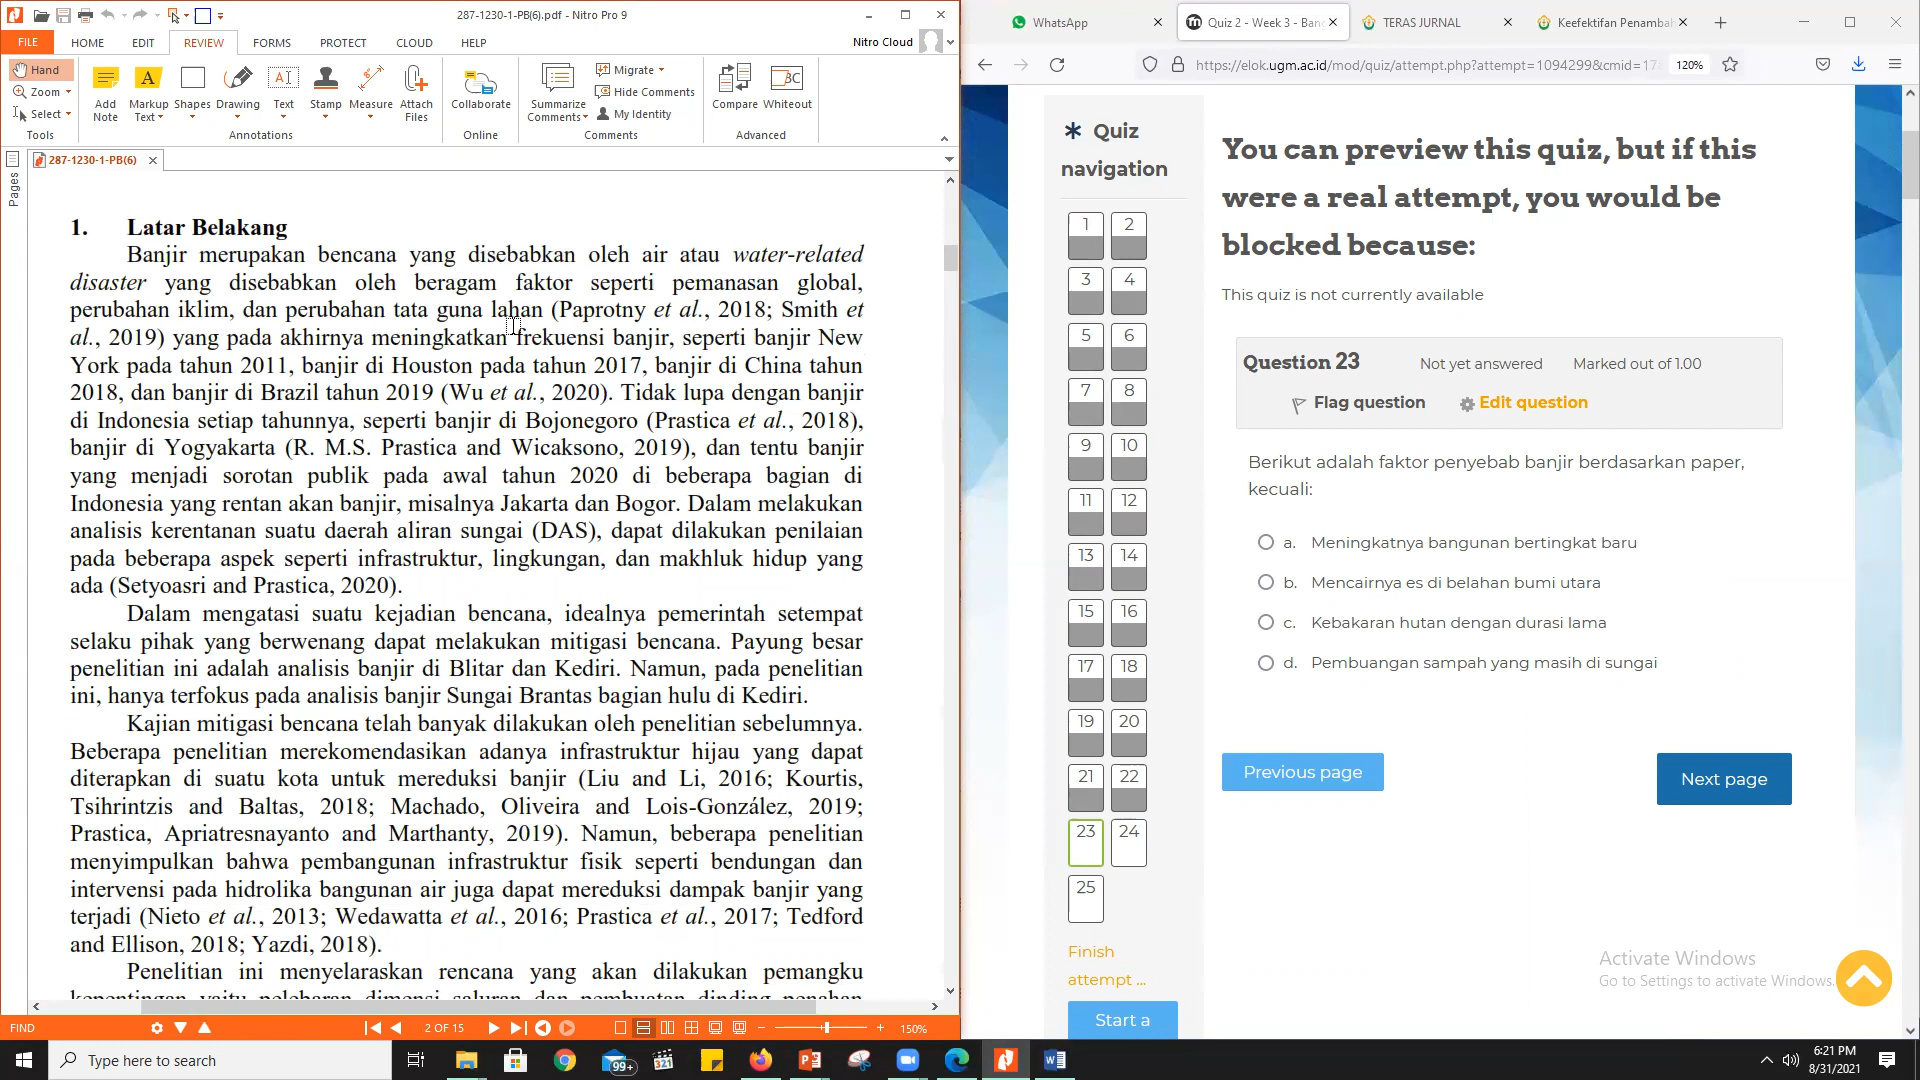 287-1230-1-PB(6).pdf - Nitro Pro 9
FILE
HOME
EDIT
REVIEW
FORMS
PROTECT
CLOUD
HELP
Nitro Cloud
Hand
Zoom
Select
Tools
Add Note
Markup Text
Shapes
Drawing
Text
Stamp
Measure
Attach Files
Annotations
Collaborate
Online
Summarize Comments
Migrate
Hide Comments
My Identity
Comments
Compare
Whiteout
Advanced
287-1230-1-PB(6)
Pages
1. Latar Belakang
Banjir merupakan bencana yang disebabkan oleh air atau water-related
disaster yang disebabkan oleh beragam faktor seperti pemanasan global,
perubahan iklim, dan perubahan tata guna lahan (Paprotny et al., 2018; Smith et
al., 2019) yang pada akhirnya meningkatkan frekuensi banjir, seperti banjir New
York pada tahun 2011, banjir di Houston pada tahun 2017, banjir di China tahun
2018, dan banjir di Brazil tahun 2019 (Wu et al., 2020). Tidak lupa dengan banjir
di Indonesia setiap tahunnya, seperti banjir di Bojonegoro (Prastica et al., 2018),
banjir di Yogyakarta (R. M.S. Prastica and Wicaksono, 2019), dan tentu banjir
yang menjadi sorotan publik pada awal tahun 2020 di beberapa bagian di
Indonesia yang rentan akan banjir, misalnya Jakarta dan Bogor. Dalam melakukan
analisis kerentanan suatu daerah aliran sungai (DAS), dapat dilakukan penilaian
pada beberapa aspek seperti infrastruktur, lingkungan, dan makhluk hidup yang
ada (Setyoasri and Prastica, 2020).
Dalam mengatasi suatu kejadian bencana, idealnya pemerintah setempat
selaku pihak yang berwenang dapat melakukan mitigasi bencana. Payung besar
penelitian ini adalah analisis banjir di Blitar dan Kediri. Namun, pada penelitian
ini, hanya terfokus pada analisis banjir Sungai Brantas bagian hulu di Kediri.
Kajian mitigasi bencana telah banyak dilakukan oleh penelitian sebelumnya.
Beberapa penelitian merekomendasikan adanya infrastruktur hijau yang dapat
diterapkan di suatu kota untuk mereduksi banjir (Liu and Li, 2016; Kourtis,
Tsihrintzis and Baltas, 2018; Machado, Oliveira and Lois-González, 2019;
Prastica, Apriatresnayanto and Marthanty, 2019). Namun, beberapa penelitian
menyimpulkan bahwa pembangunan infrastruktur fisik seperti bendungan dan
intervensi pada hidrolika bangunan air juga dapat mereduksi dampak banjir yang
terjadi (Nieto et al., 2013; Wedawatta et al., 2016; Prastica et al., 2017; Tedford
and Ellison, 2018; Yazdi, 2018).
Penelitian ini menyelaraskan rencana yang akan dilakukan pemangku
kepentingan yaitu pelebaran dimensi saluran dan pembuatan dinding penahan
FIND
2 OF 15
150%
WhatsApp
Quiz 2 - Week 3 - Ban
TERAS JURNAL
Keefektifan Penambah
https://elok.ugm.ac.id/mod/quiz/attempt.php?attempt=1094299&cmid=17
120%
Quiz
navigation
1 2
3 4
5 6
7 8
9 10
11 12
13 14
15 16
17 18
19 20
21 22
23 24
25
Finish
attempt ...
Start a
You can preview this quiz, but if this
were a real attempt, you would be
blocked because:
This quiz is not currently available
Question 23
Not yet answered
Marked out of 1.00
Flag question
Edit question
Berikut adalah faktor penyebab banjir berdasarkan paper,
kecuali:
a. Meningkatnya bangunan bertingkat baru
b. Mencairnya es di belahan bumi utara
c. Kebakaran hutan dengan durasi lama
d. Pembuangan sampah yang masih di sungai
Previous page
Next page
Activate Windows
Go to Settings to activate Windows.
Type here to search
99+
321
6:21 PM
8/31/2021